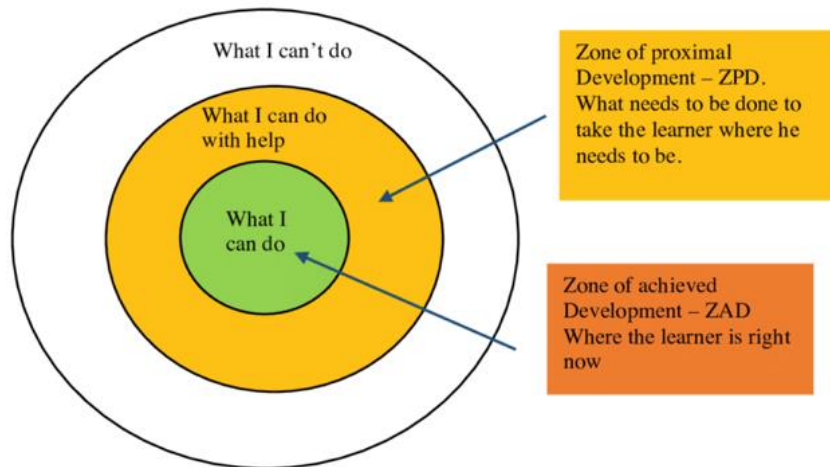 What I can’t do
What I can do
with help
What I
can do
Zone of proximal
Development – ZPD.
What needs to be done to
take the learner where he
needs to be.
Zone of achieved
Development – ZAD
Where the learner is right
now